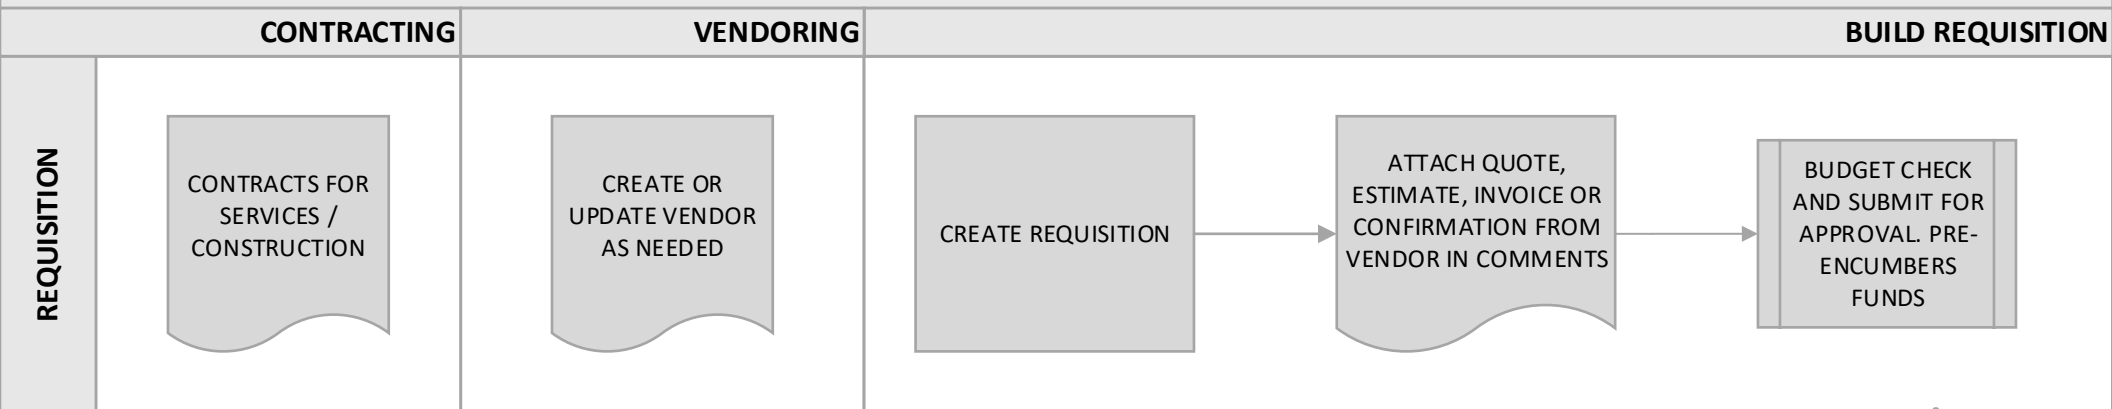 CONTRACTING
VENDORING
BUILD REQUISITION
REQUISITION
CONTRACTS FOR
SERVICES /
CONSTRUCTION
CREATE OR
UPDATE VENDOR
AS NEEDED
CREATE REQUISITION
ATTACH QUOTE,
ESTIMATE, INVOICE OR
CONFIRMATION FROM
VENDOR IN COMMENTS
BUDGET CHECK
AND SUBMIT FOR
APPROVAL. PRE-
ENCUMBERS
FUNDS